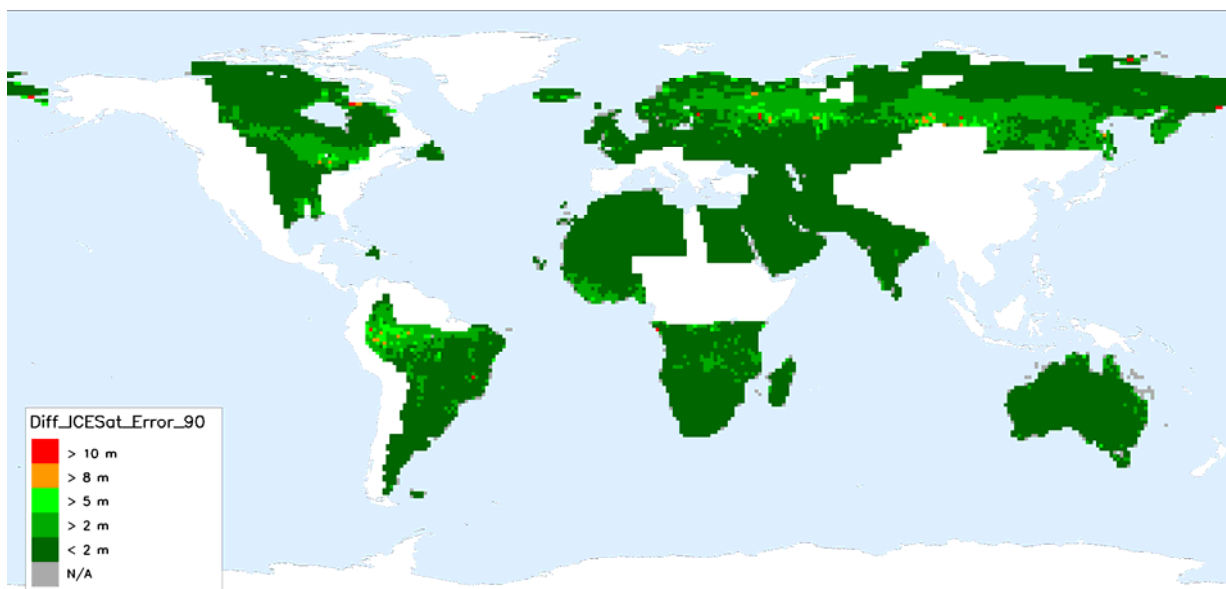 Diff_ICESat_Error_90
> 10 m
> 8 m
> 5 m
> 2 m
< 2 m
N/A